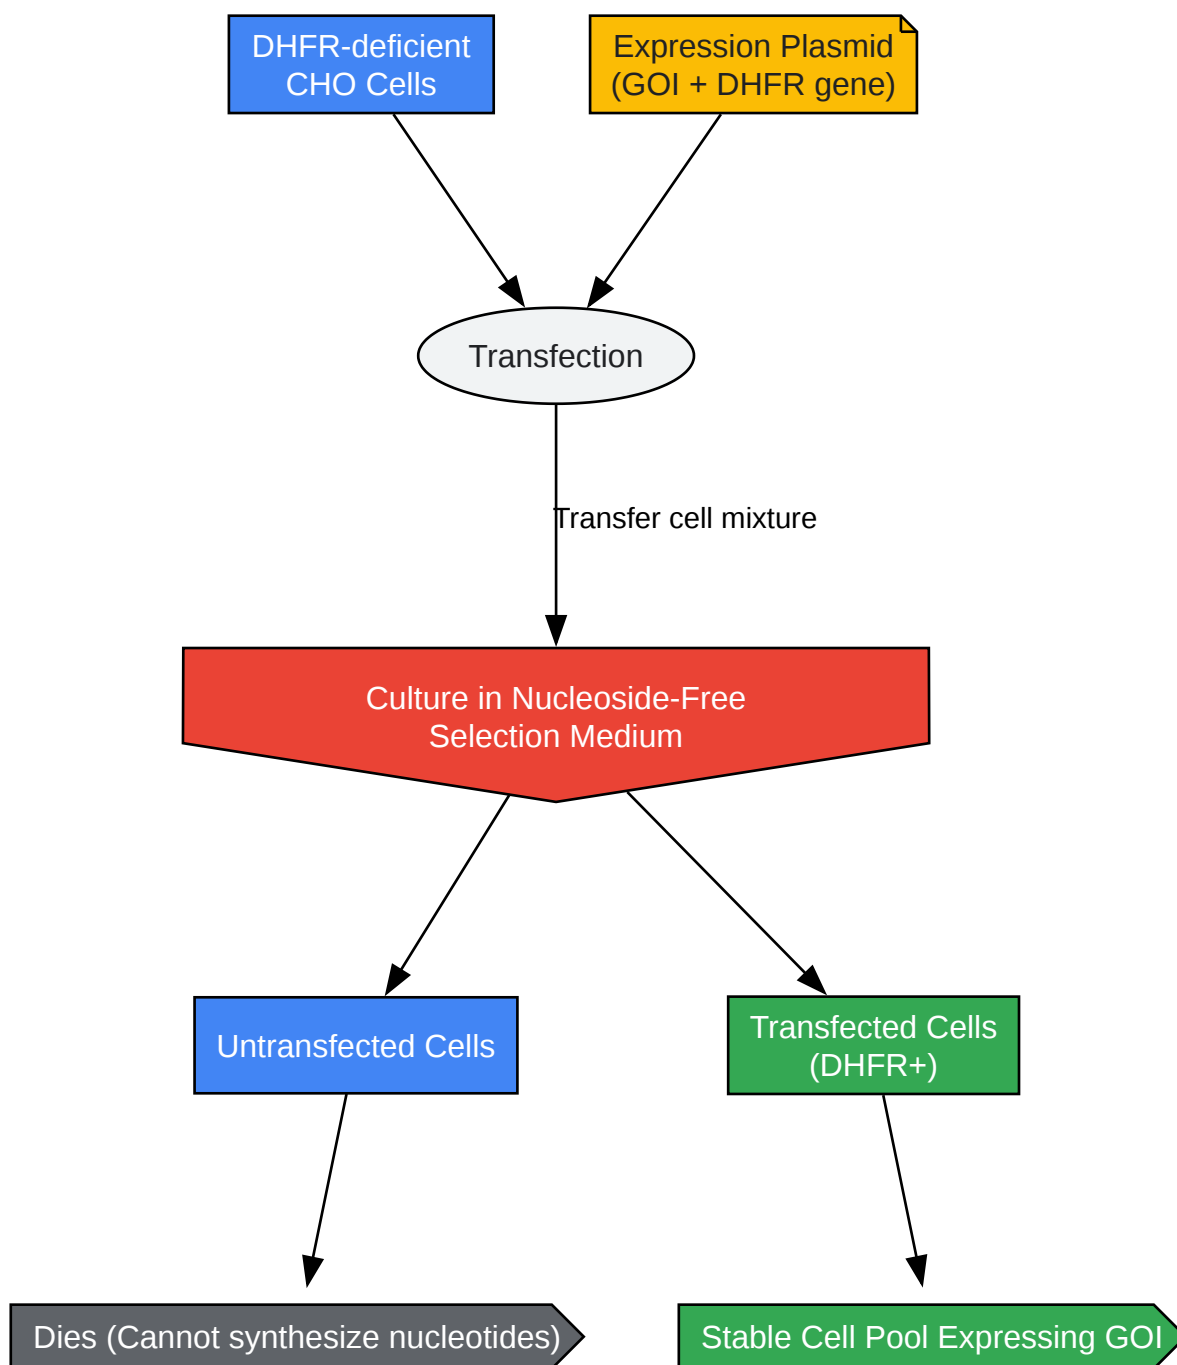 DHFR-deficient
CHO Cells
Expression Plasmid
(GOI + DHFR gene)
Transfection
Transfer cell mixture
Culture in Nucleoside-Free
Selection Medium
Untransfected Cells
Transfected Cells
(DHFR+)
Dies (Cannot synthesize nucleotides)
Stable Cell Pool Expressing GOI